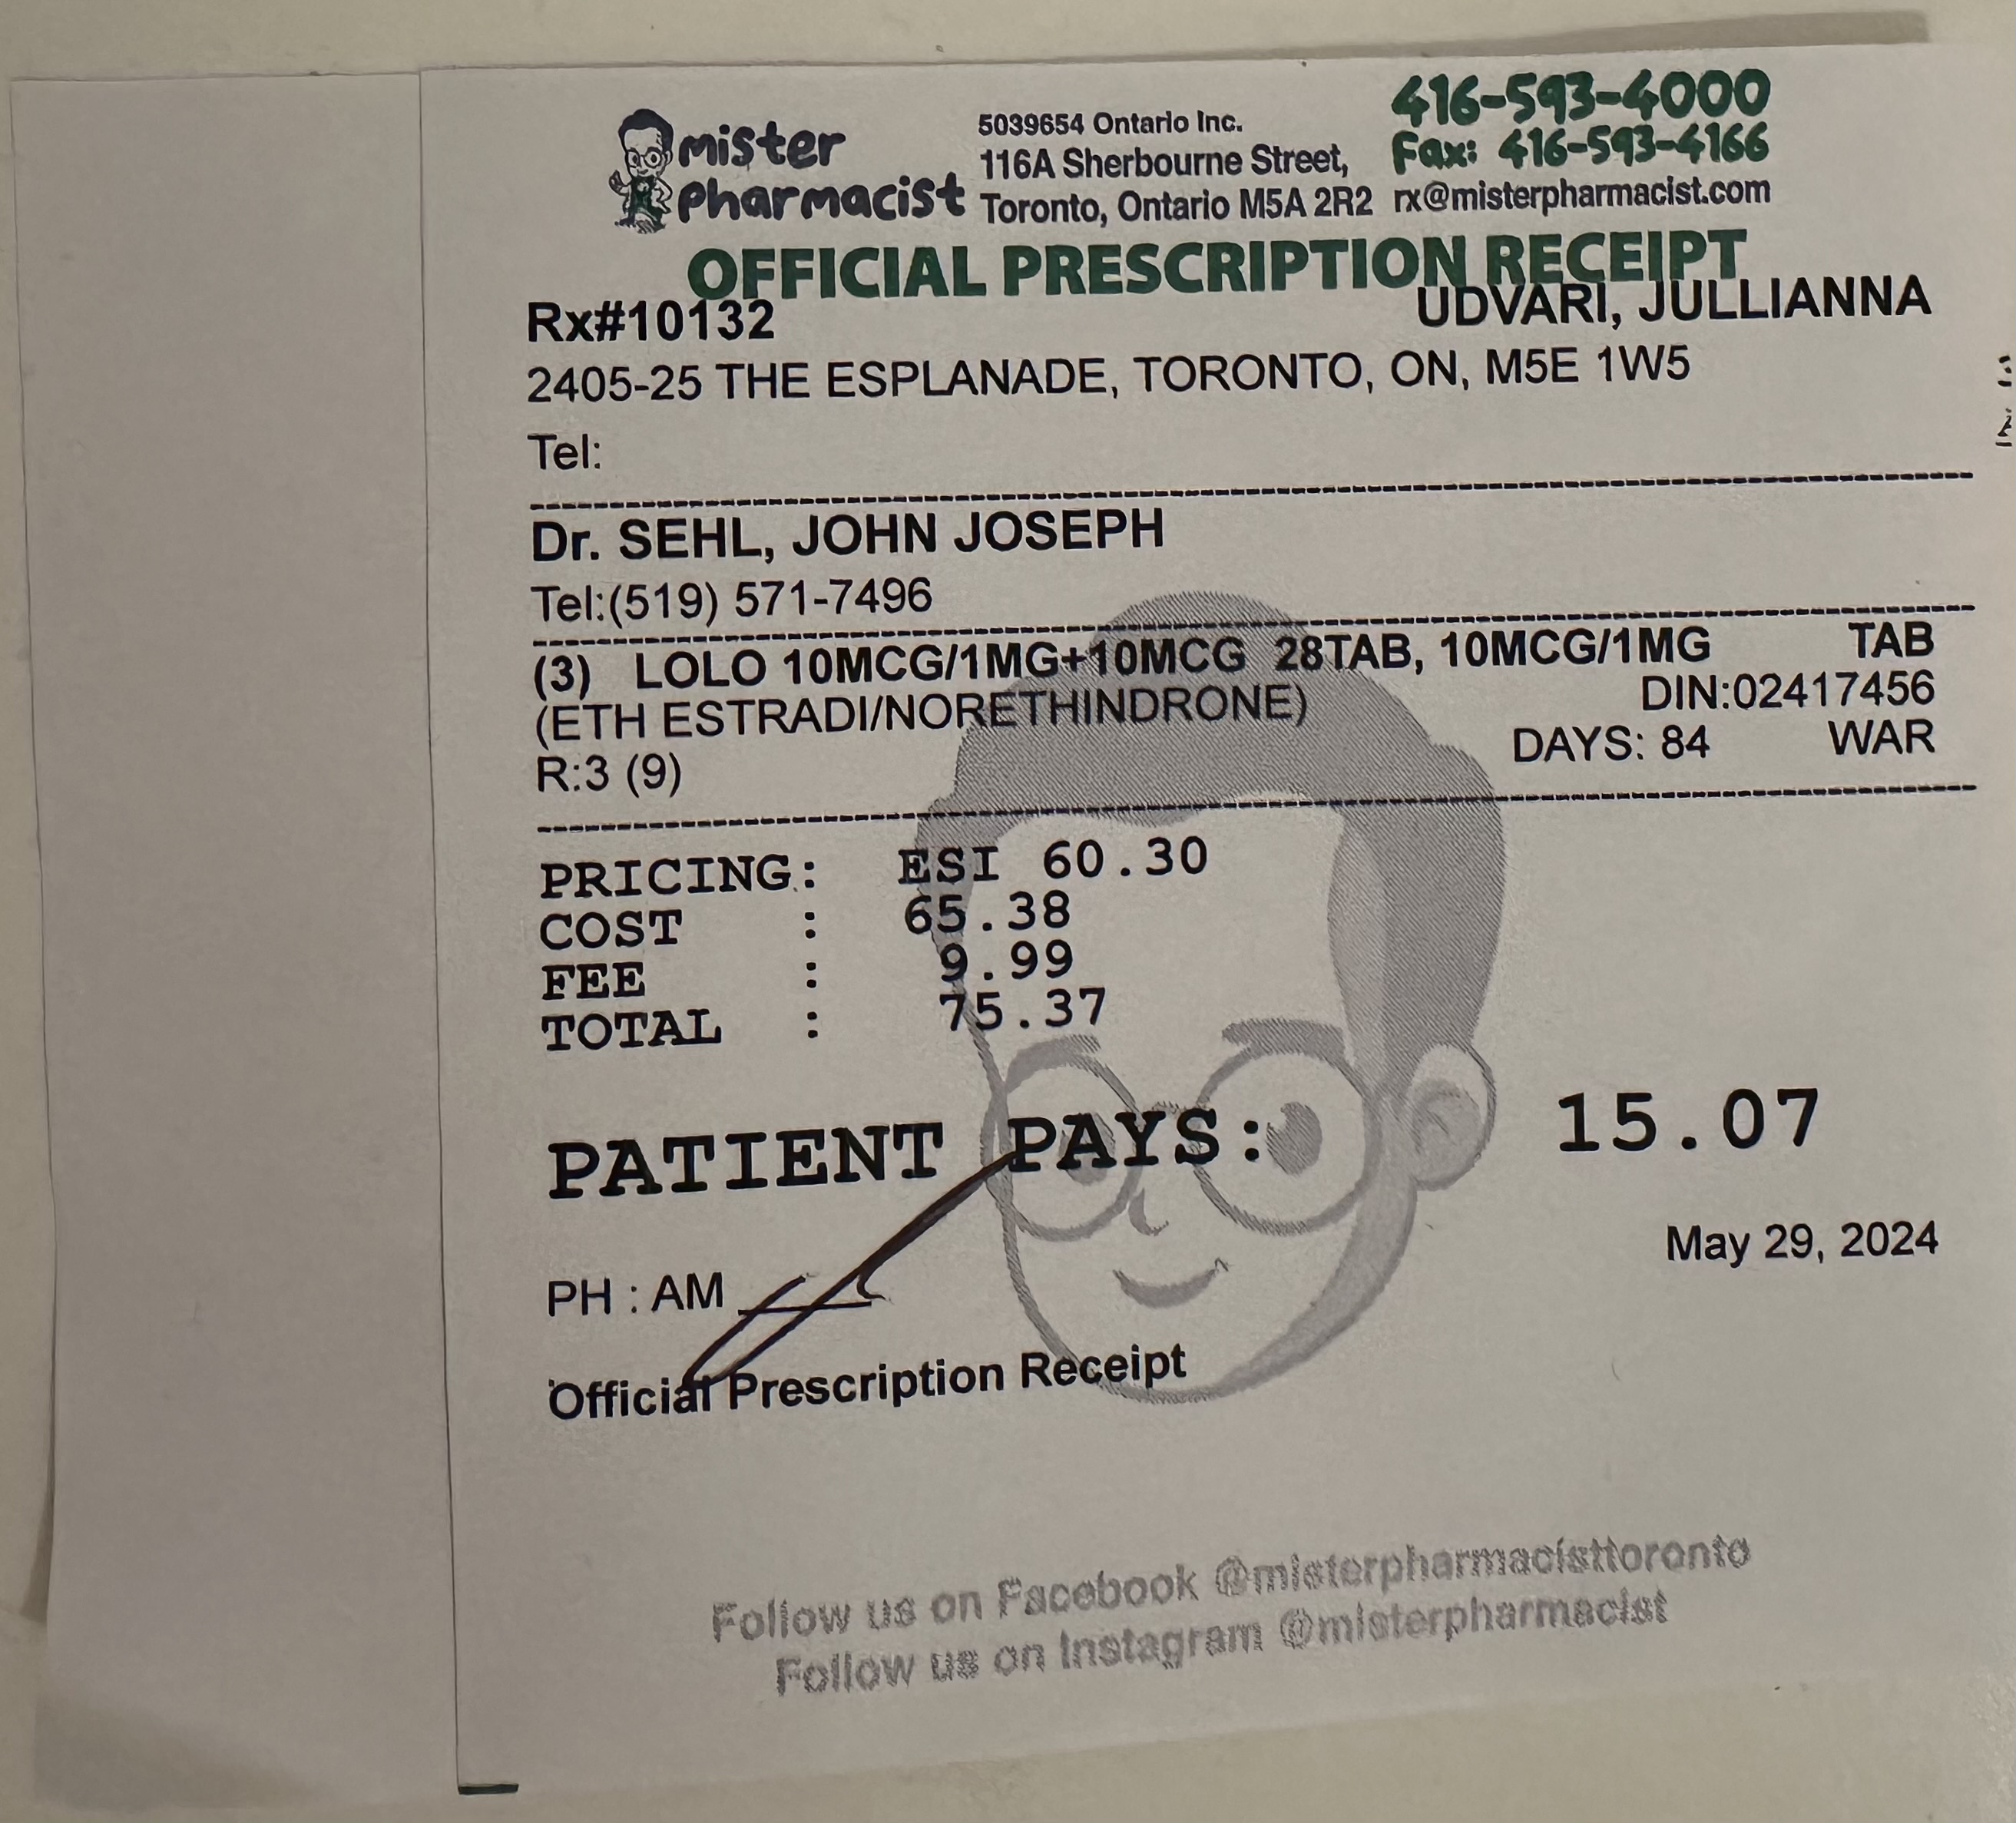 mister pharmacist
5039654 Ontario Inc.
116A Sherbourne Street,
Toronto, Ontario M5A 2R2
416-593-4000
Fax: 416-593-4166
rx@misterpharmacist.com
OFFICIAL PRESCRIPTION RECEIPT
Rx#10132 UDVARI, JULLIANNA
2405-25 THE ESPLANADE, TORONTO, ON, M5E 1W5
Tel:
Dr. SEHL, JOHN JOSEPH
Tel:(519) 571-7496
(3) LOLO 10MCG/1MG+10MCG 28TAB, 10MCG/1MG TAB
(ETH ESTRADI/NORETHINDRONE) DIN:02417456
R:3 (9) DAYS: 84 WAR
PRICING: ESI 60.30
COST : 65.38
FEE : 9.99
TOTAL : 75.37
PATIENT PAYS: 15.07
May 29, 2024
PH : AM
Official Prescription Receipt
Follow us on Facebook @misterpharmacisttoronto
Follow us on Instagram @misterpharmacist